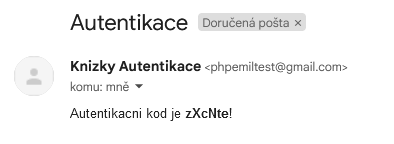 Autentikace Doručená pošta ×
Knizky Autentikace <phpemiltest@gmail.com>
komu: mně
Autentikacni kod je zXcNte!